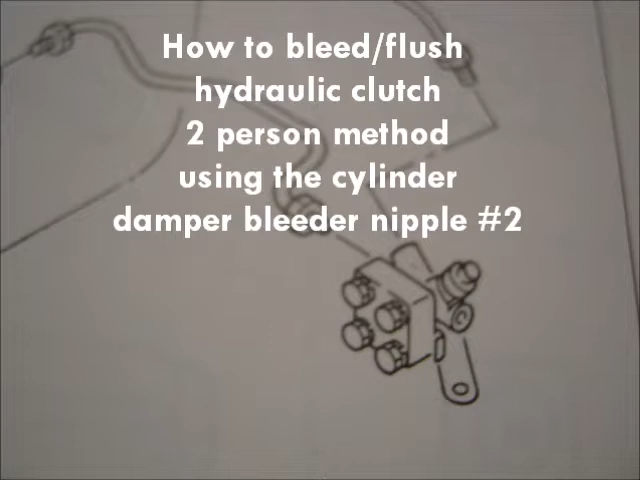 How to bleed/flush
hydraulic clutch
2 person method
using the cylinder
damper bleeder nipple #2